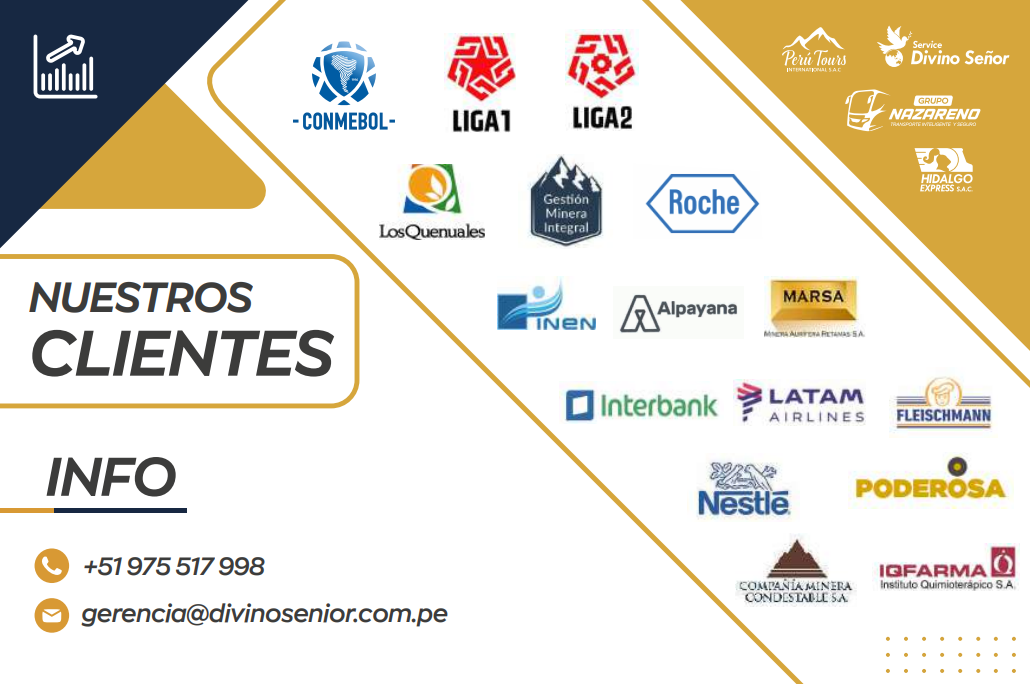 Perú Tours
INTERNATIONAL S.A.C
Service
Divino Señor
GRUPO
NAZARENO
TRANSPORTE INTELIGENTE Y SEGURO
HIDALGO
EXPRESS S.A.C.
-CONMEBOL-
LIGA1
LIGA2
LosQuenuales
Gestión
Minera
Integral
Roche
NUESTROS
CLIENTES
INEN
Alpayana
MARSA
MINERA AURÍFERA RETAMAS S.A.
Interbank
LATAM
AIRLINES
FLEISCHMANN
INFO
Nestlé
PODEROSA
+51 975 517 998
gerencia@divinosenior.com.pe
COMPAÑÍA MINERA
CONDESTABLE S.A.
IQFARMA
Instituto Quimioterápico S.A.